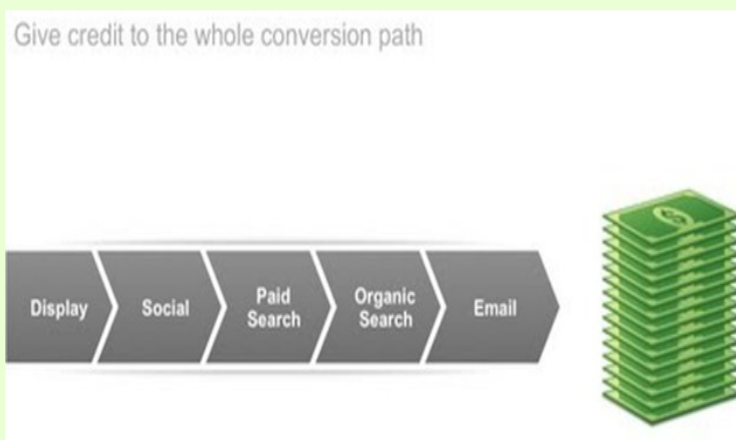 Give credit to the whole conversion path
Display
Social
Paid
Search
Organic
Search
Email
$